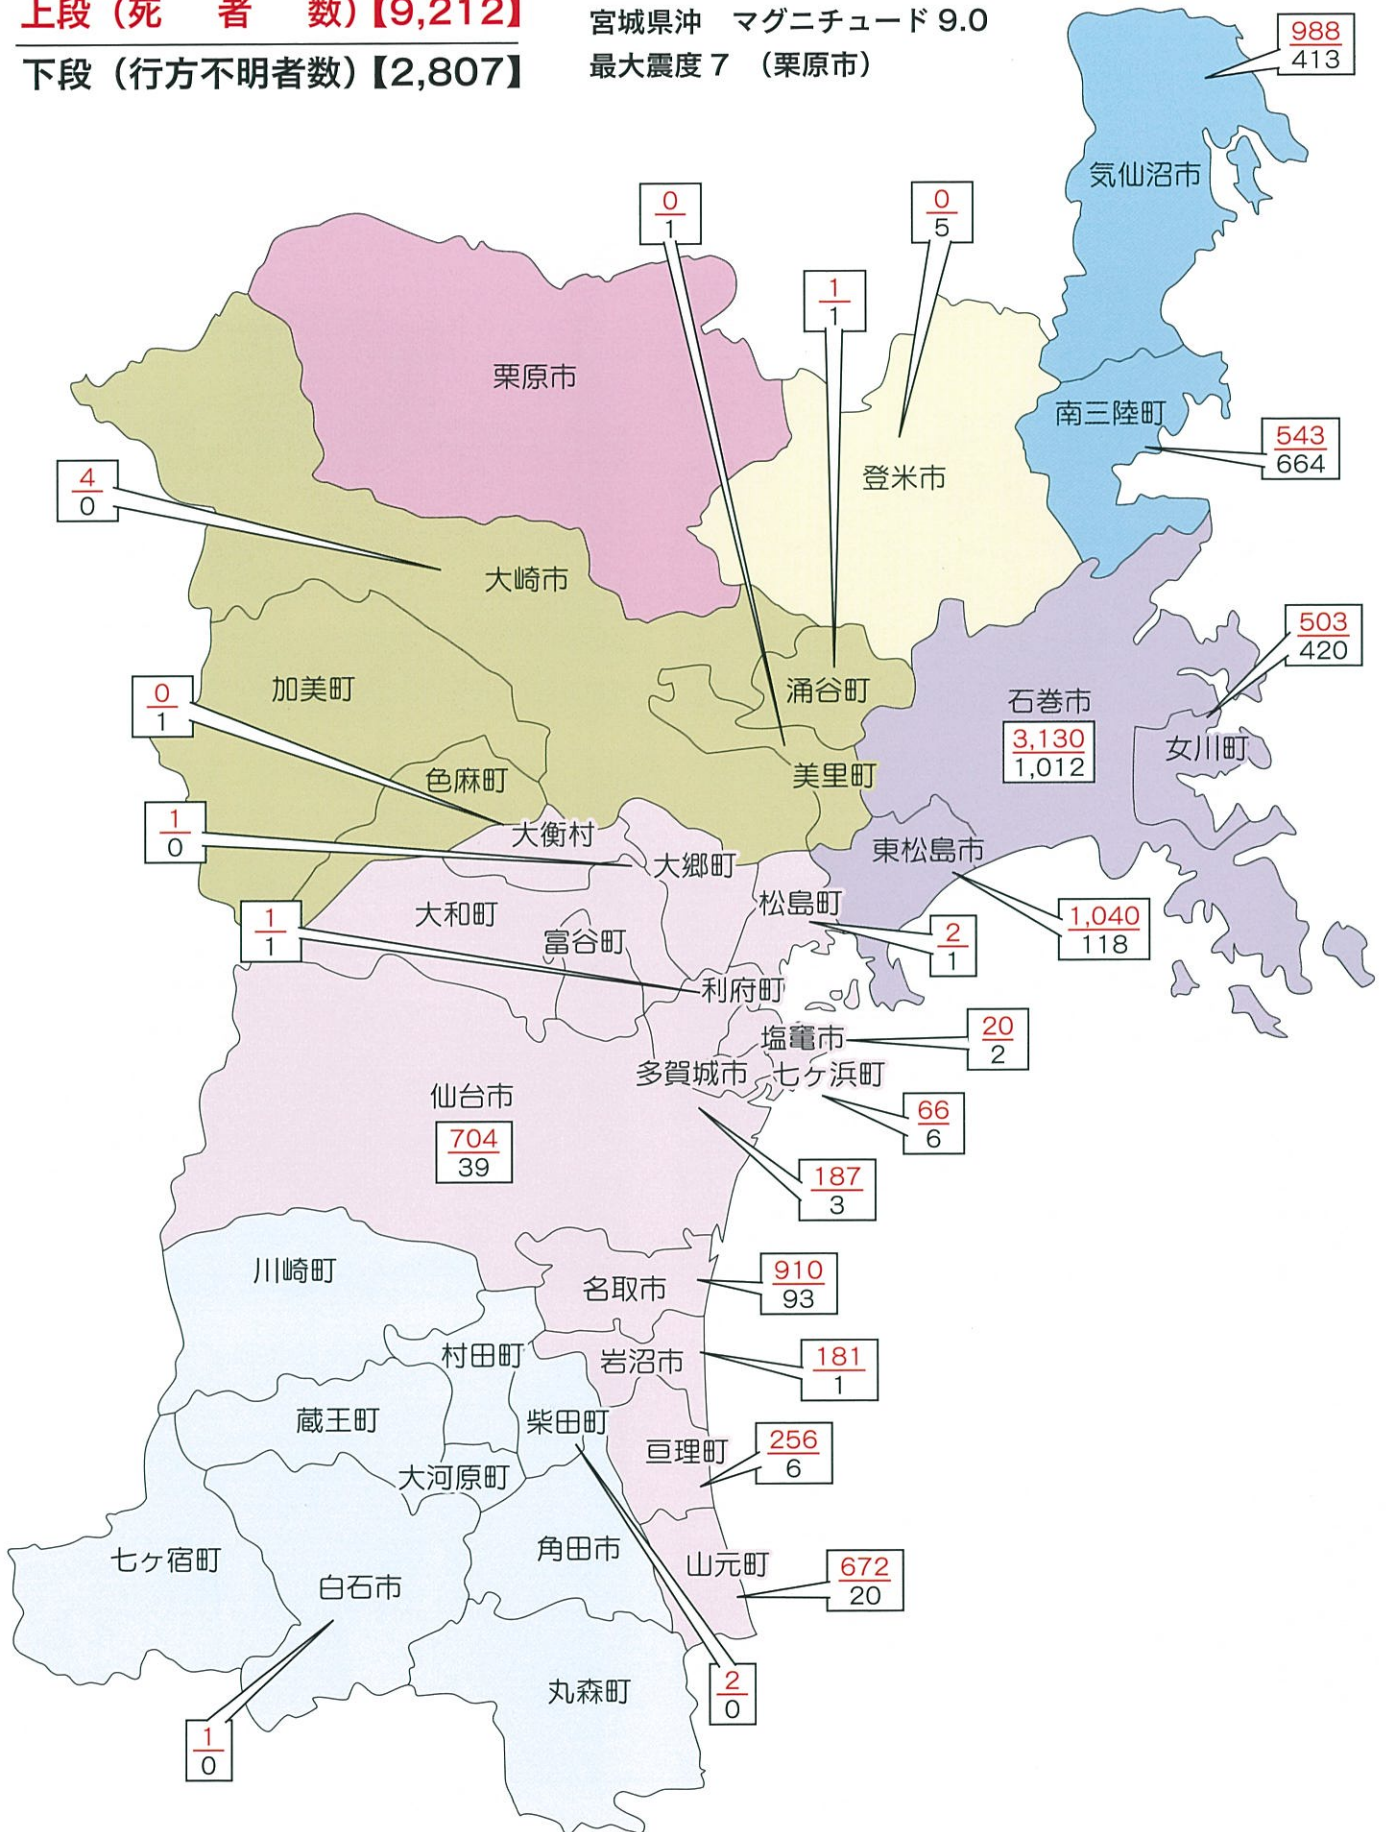 上段（死　者　数）【9,212】
下段（行方不明者数）【2,807】
宮城県沖　マグニチュード 9.0
最大震度 7　（栗原市）
988
413
気仙沼市
0
1
0
5
1
1
栗原市
南三陸町
543
664
登米市
4
0
大崎市
503
420
加美町
涌谷町
石巻市
3,130
1,012
女川町
0
1
色麻町
美里町
1
0
大衡村
大郷町
東松島市
1,040
118
大和町
松島町
2
1
1
1
富谷町
利府町
塩竈市
20
2
多賀城市
七ヶ浜町
66
6
仙台市
704
39
187
3
川崎町
名取市
910
93
村田町
岩沼市
181
1
蔵王町
柴田町
亘理町
256
6
大河原町
七ヶ宿町
角田市
山元町
672
20
白石市
丸森町
2
0
1
0